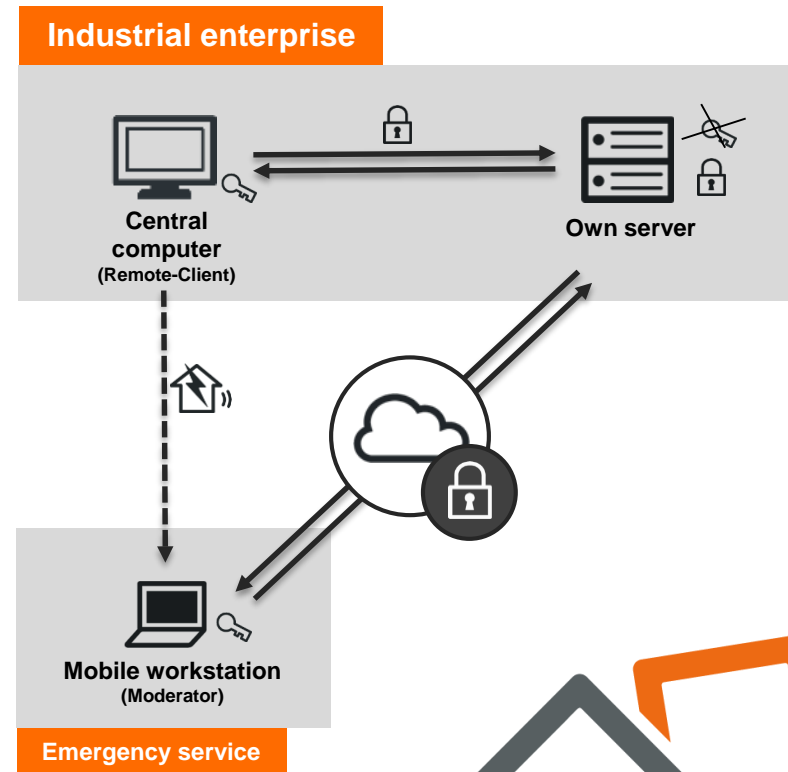 Industrial enterprise
Central
computer
(Remote-Client)
Own server
Mobile workstation
(Moderator)
Emergency service